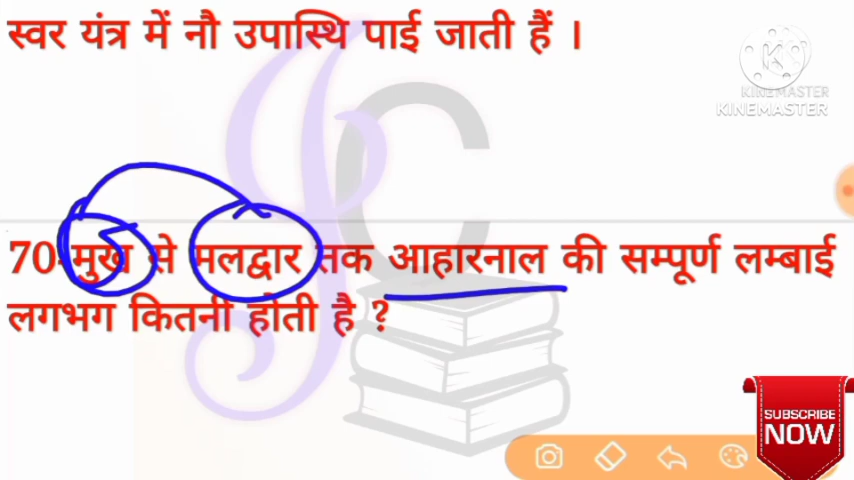 स्वर यंत्र में नौ उपास्थि पाई जाती हैं ।
KINEMASTER
KINEMASTER
70-मुख से मलद्वार तक आहारनाल की सम्पूर्ण लम्बाई
लगभग कितनी होती है ?
SUBSCRIBE
NOW